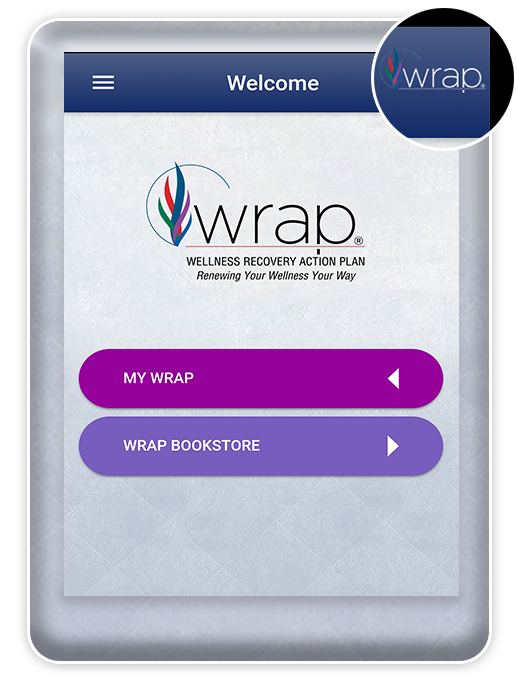 Welcome
wrap®
wrap®
WELLNESS RECOVERY ACTION PLAN
Renewing Your Wellness Your Way
MY WRAP
WRAP BOOKSTORE